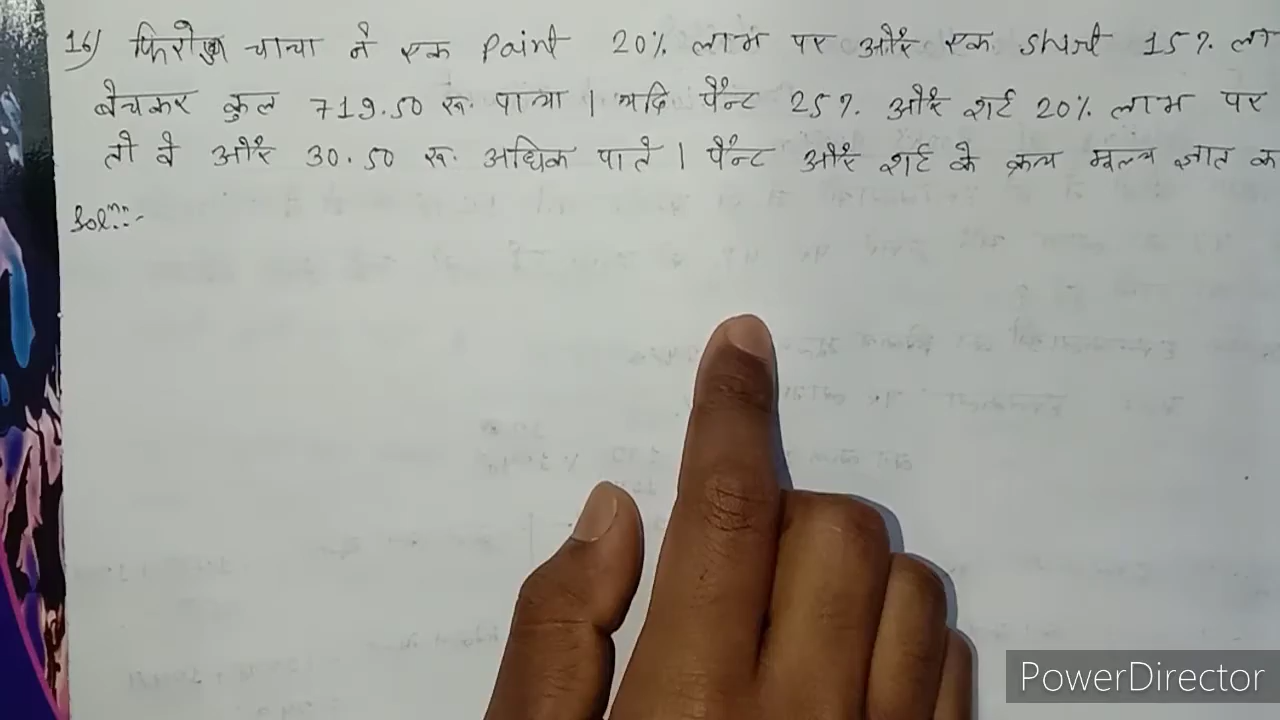 16) फिरोज चाचा ने एक paint 20% लाभ पर और एक shirt 15% ला
बेचकर कुल 719.50 रू. पाया । यदि पैन्ट 25% और शर्ट 20% लाभ पर
तो वे और 30.50 रू. अधिक पाते । पैन्ट और शर्ट के क्रय मूल्य ज्ञात क
Solⁿ:-
PowerDirector